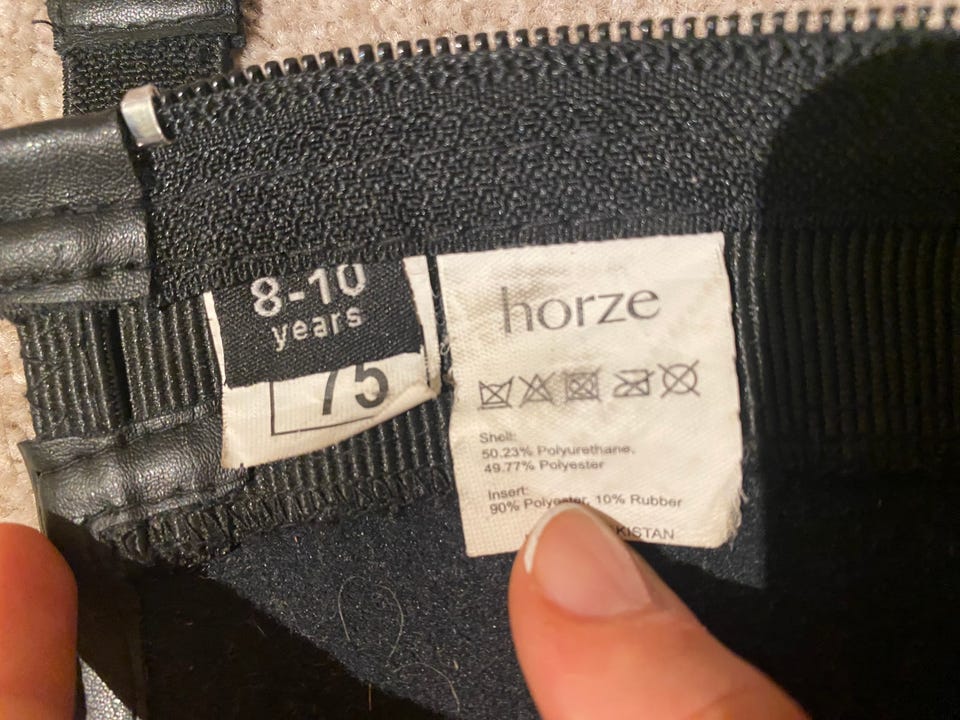 8-10
years
75
horze
Shell:
50.23% Polyurethane,
49.77% Polyester
Insert:
90% Polyester, 10% Rubber
KISTAN